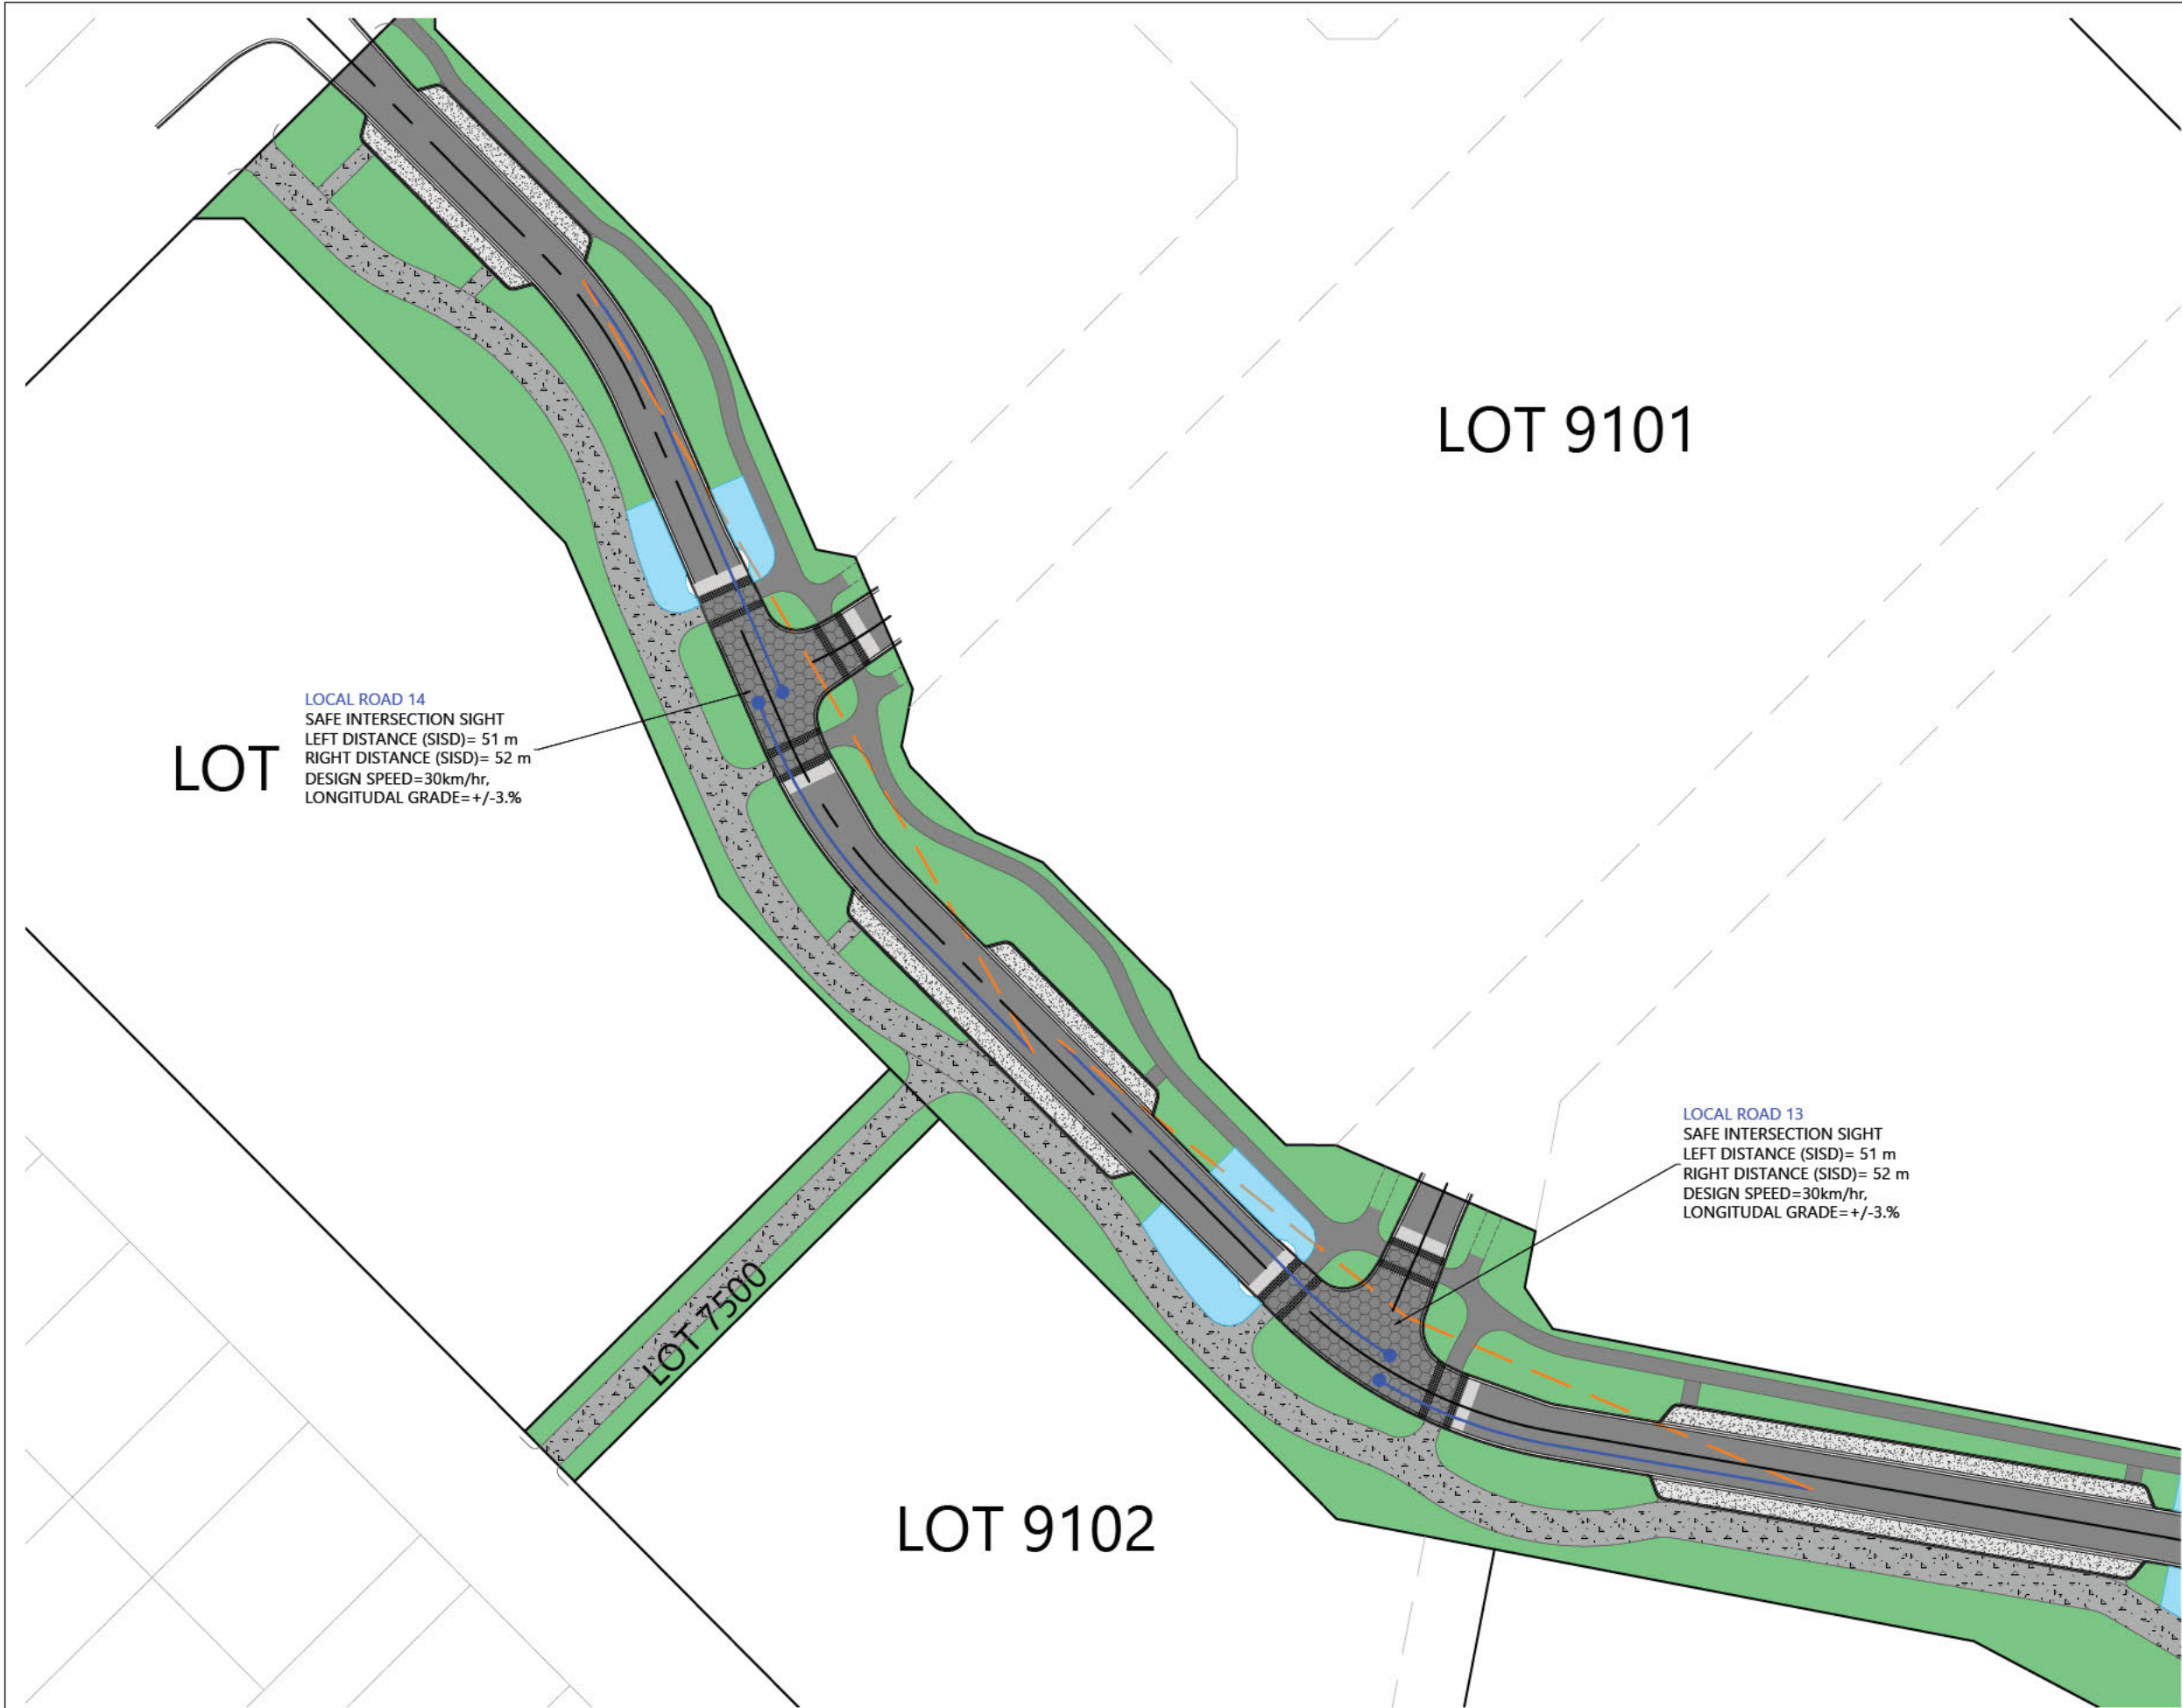 LOT 9101
LOCAL ROAD 14
SAFE INTERSECTION SIGHT
LEFT DISTANCE (SISD)= 51 m
RIGHT DISTANCE (SISD)= 52 m
DESIGN SPEED=30km/hr,
LONGITUDAL GRADE=+/-3.%
LOT
LOCAL ROAD 13
SAFE INTERSECTION SIGHT
LEFT DISTANCE (SISD)= 51 m
RIGHT DISTANCE (SISD)= 52 m
DESIGN SPEED=30km/hr,
LONGITUDAL GRADE=+/-3.%
LOT 7500
LOT 9102